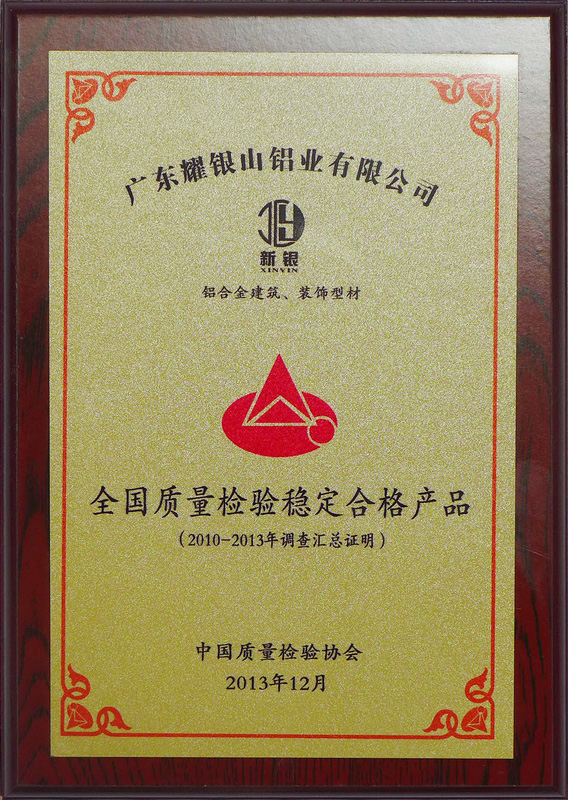 广东耀银山铝业有限公司
新银
XINYIN
铝合金建筑、装饰型材
全国质量检验稳定合格产品
(2010-2013年调查汇总证明)
中国质量检验协会
2013年12月